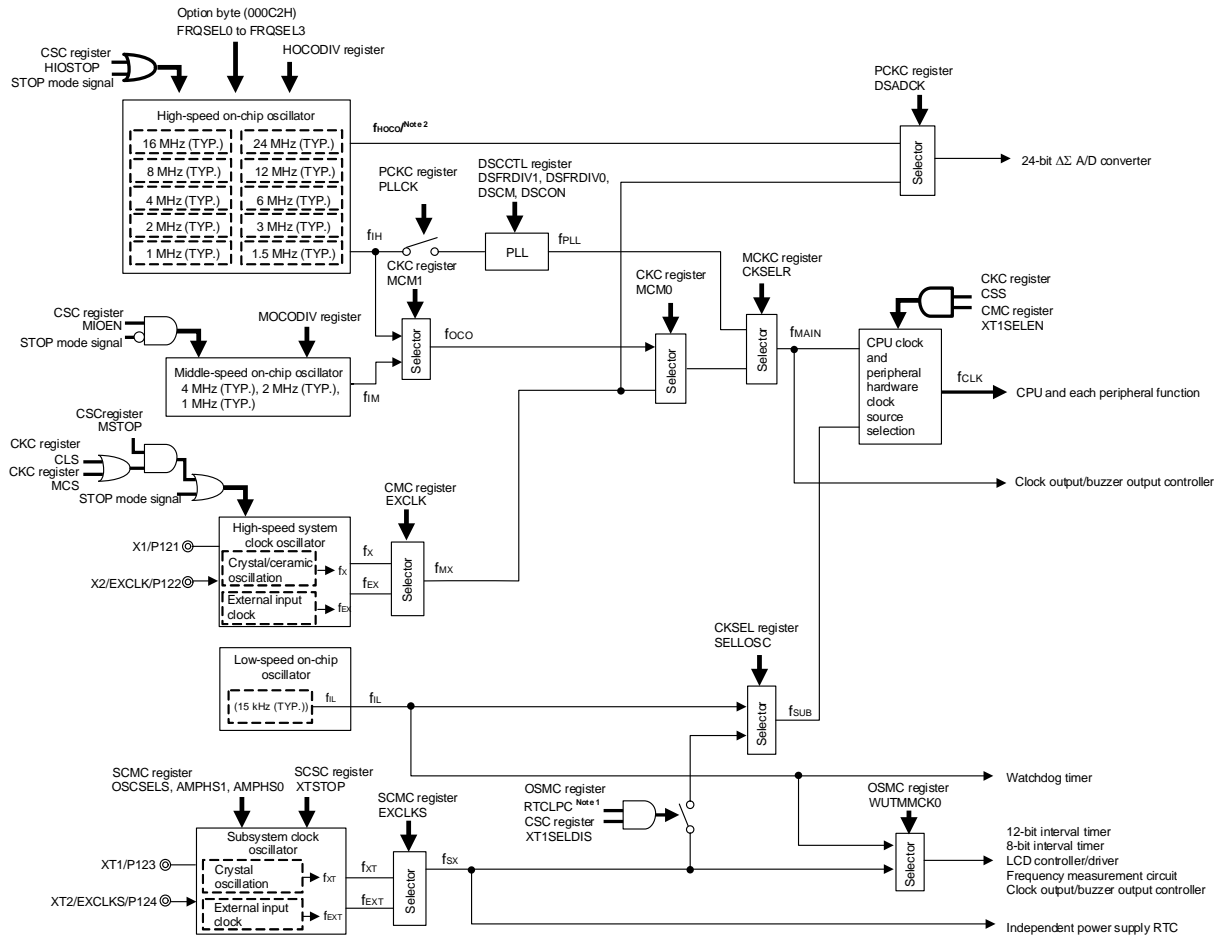 Option byte (000C2H)
FRQSEL0 to FRQSEL3
CSC register
HIOSTOP
STOP mode signal
HOCODIV register
High-speed on-chip oscillator
16 MHz (TYP.)
24 MHz (TYP.)
8 MHz (TYP.)
12 MHz (TYP.)
4 MHz (TYP.)
6 MHz (TYP.)
2 MHz (TYP.)
3 MHz (TYP.)
1 MHz (TYP.)
1.5 MHz (TYP.)
fHOCO/Note 2
PCKC register
DSADCK
Selector
24-bit ΔΣ A/D converter
PCKC register
PLLCK
DSCCTL register
DSFRDIV1, DSFRDIV0,
DSCM, DSCON
fIH
PLL
fPLL
CKC register
MCM1
Selector
fOCO
CKC register
MCM0
Selector
MCKC register
CKSELR
Selector
fMAIN
CKC register
CSS
CMC register
XT1SELEN
CPU clock
and
peripheral
hardware
clock
source
selection
fCLK
CPU and each peripheral function
Clock output/buzzer output controller
CSC register
MIOEN
STOP mode signal
MOCODIV register
Middle-speed on-chip oscillator
4 MHz (TYP.), 2 MHz (TYP.),
1 MHz (TYP.)
fIM
CSCregister
MSTOP
CKC register
CLS
CKC register
MCS
STOP mode signal
High-speed system
clock oscillator
X1/P121
X2/EXCLK/P122
Crystal/ceramic
oscillation
fX
External input
clock
fEX
fX
fEX
CMC register
EXCLK
Selector
fMX
Low-speed on-chip
oscillator
(15 kHz (TYP.))
fIL
fIL
CKSEL register
SELLOSC
Selector
fSUB
Watchdog timer
SCMC register
OSCSELS, AMPHS1, AMPHS0
SCSC register
XTSTOP
Subsystem clock
oscillator
XT1/P123
XT2/EXCLKS/P124
Crystal
oscillation
fXT
External input
clock
fEXT
fXT
fEXT
SCMC register
EXCLKS
Selector
fSX
OSMC register
RTCLPC Note 1
CSC register
XT1SELDIS
OSMC register
WUTMMCK0
Selector
12-bit interval timer
8-bit interval timer
LCD controller/driver
Frequency measurement circuit
Clock output/buzzer output controller
Independent power supply RTC